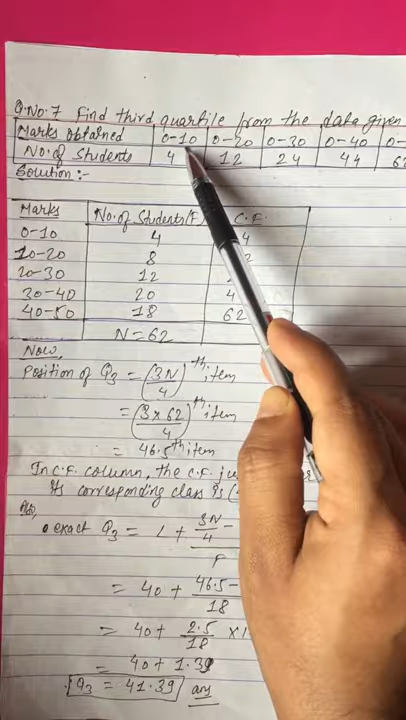 Q.No.7 Find third quartile from the data given
Marks obtained 0-10 0-20 0-30 0-40 0-
No. of Students 4 12 24 44 6
Solution:-
Marks No. of Students (F) C.F.
0-10 4 4
10-20 8 2
20-30 12
30-40 20 4
40-50 18 62
N = 62
Now,
Position of Q3 = (3N/4)th item
= (3 x 62/4)th item
= 46.5th item
In C.F. column, the C.F. ju
Its corresponding class is (
exact Q3 = L + 3N/4 - / F
= 40 + 46.5 - / 18
= 40 + 2.5/18 x 1
= 40 + 1.39
Q3 = 41.39 ans